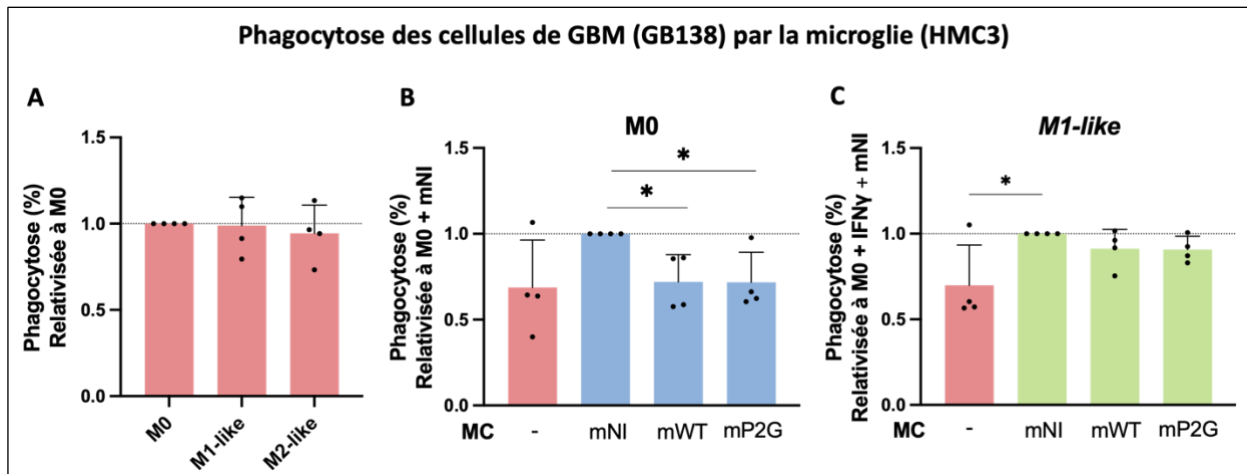 Phagocytose des cellules de GBM (GB138) par la microglie (HMC3)
A
Phagocytose (%)
Relativisée à M0
1.5
1.0
0.5
0.0
M0
M1-like
M2-like
B
M0
Phagocytose (%)
Relativisée à M0 + mNI
1.5
1.0
0.5
0.0
*
*
MC - mNI mWT mP2G
C
M1-like
Phagocytose (%)
Relativisée à M0 + IFNγ + mNI
1.5
1.0
0.5
0.0
*
MC - mNI mWT mP2G